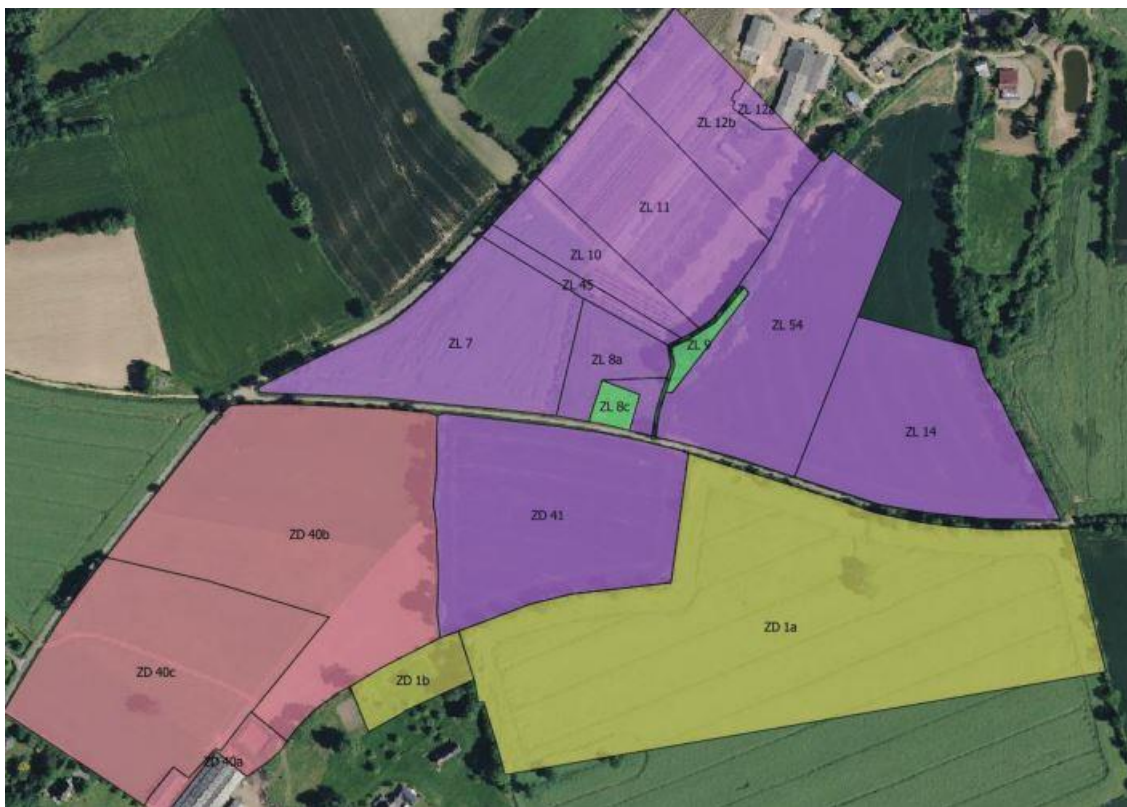 ZL 12a
ZL 12b
ZL 11
ZL 10
ZL 45
ZL 54
ZL 7
ZL 9
ZL 8a
ZL 8c
ZL 14
ZD 41
ZD 40b
ZD 1a
ZD 40c
ZD 1b
ZD 40a